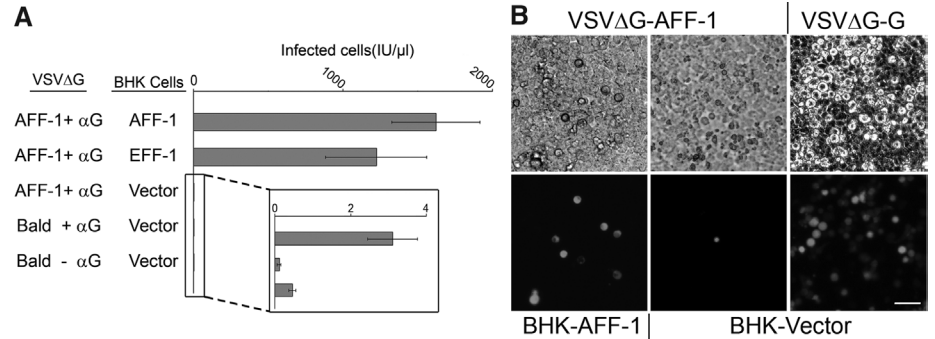 A
Infected cells(IU/µl)
VSVΔG BHK Cells 0 1000 2000
AFF-1+ αG AFF-1
AFF-1+ αG EFF-1
AFF-1+ αG Vector
Bald + αG Vector
Bald - αG Vector
0 2 4
B
VSVΔG-AFF-1 VSVΔG-G
BHK-AFF-1 BHK-Vector